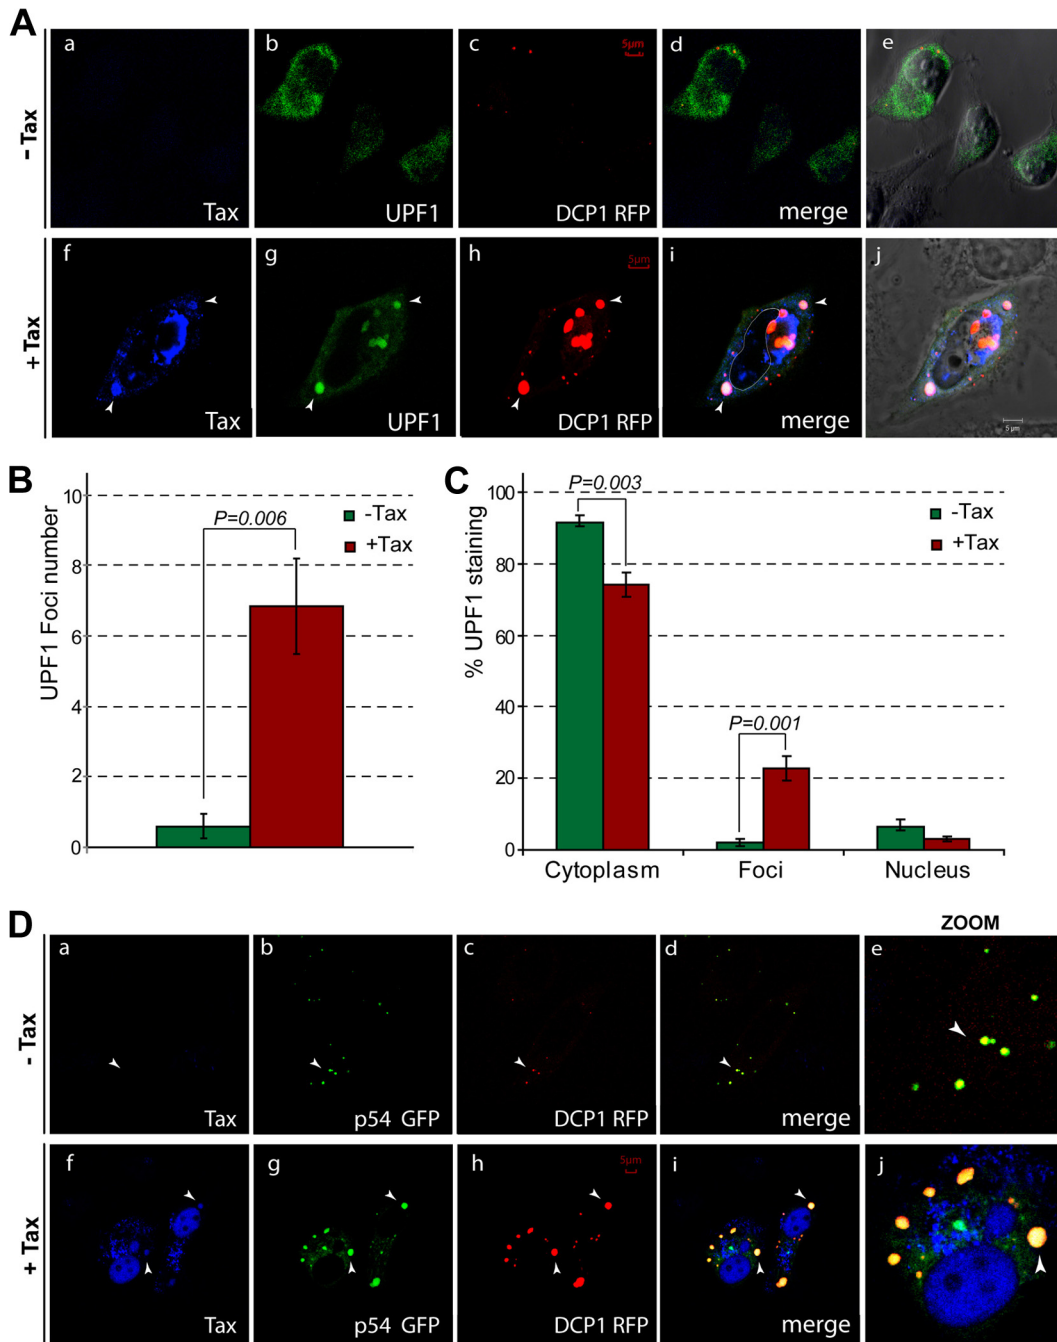 A
- Tax
a
b
c
5µm
d
e
Tax
UPF1
DCP1 RFP
merge
+ Tax
f
g
h
5µm
i
j
Tax
UPF1
DCP1 RFP
merge
5 µm
B
UPF1 Foci number
10
8
6
4
2
0
P=0.006
-Tax
+Tax
C
% UPF1 staining
100
80
60
40
20
0
P=0.003
P=0.001
-Tax
+Tax
Cytoplasm
Foci
Nucleus
D
ZOOM
- Tax
a
b
c
d
e
Tax
p54 GFP
DCP1 RFP
merge
+ Tax
f
g
h
5µm
i
j
Tax
p54 GFP
DCP1 RFP
merge